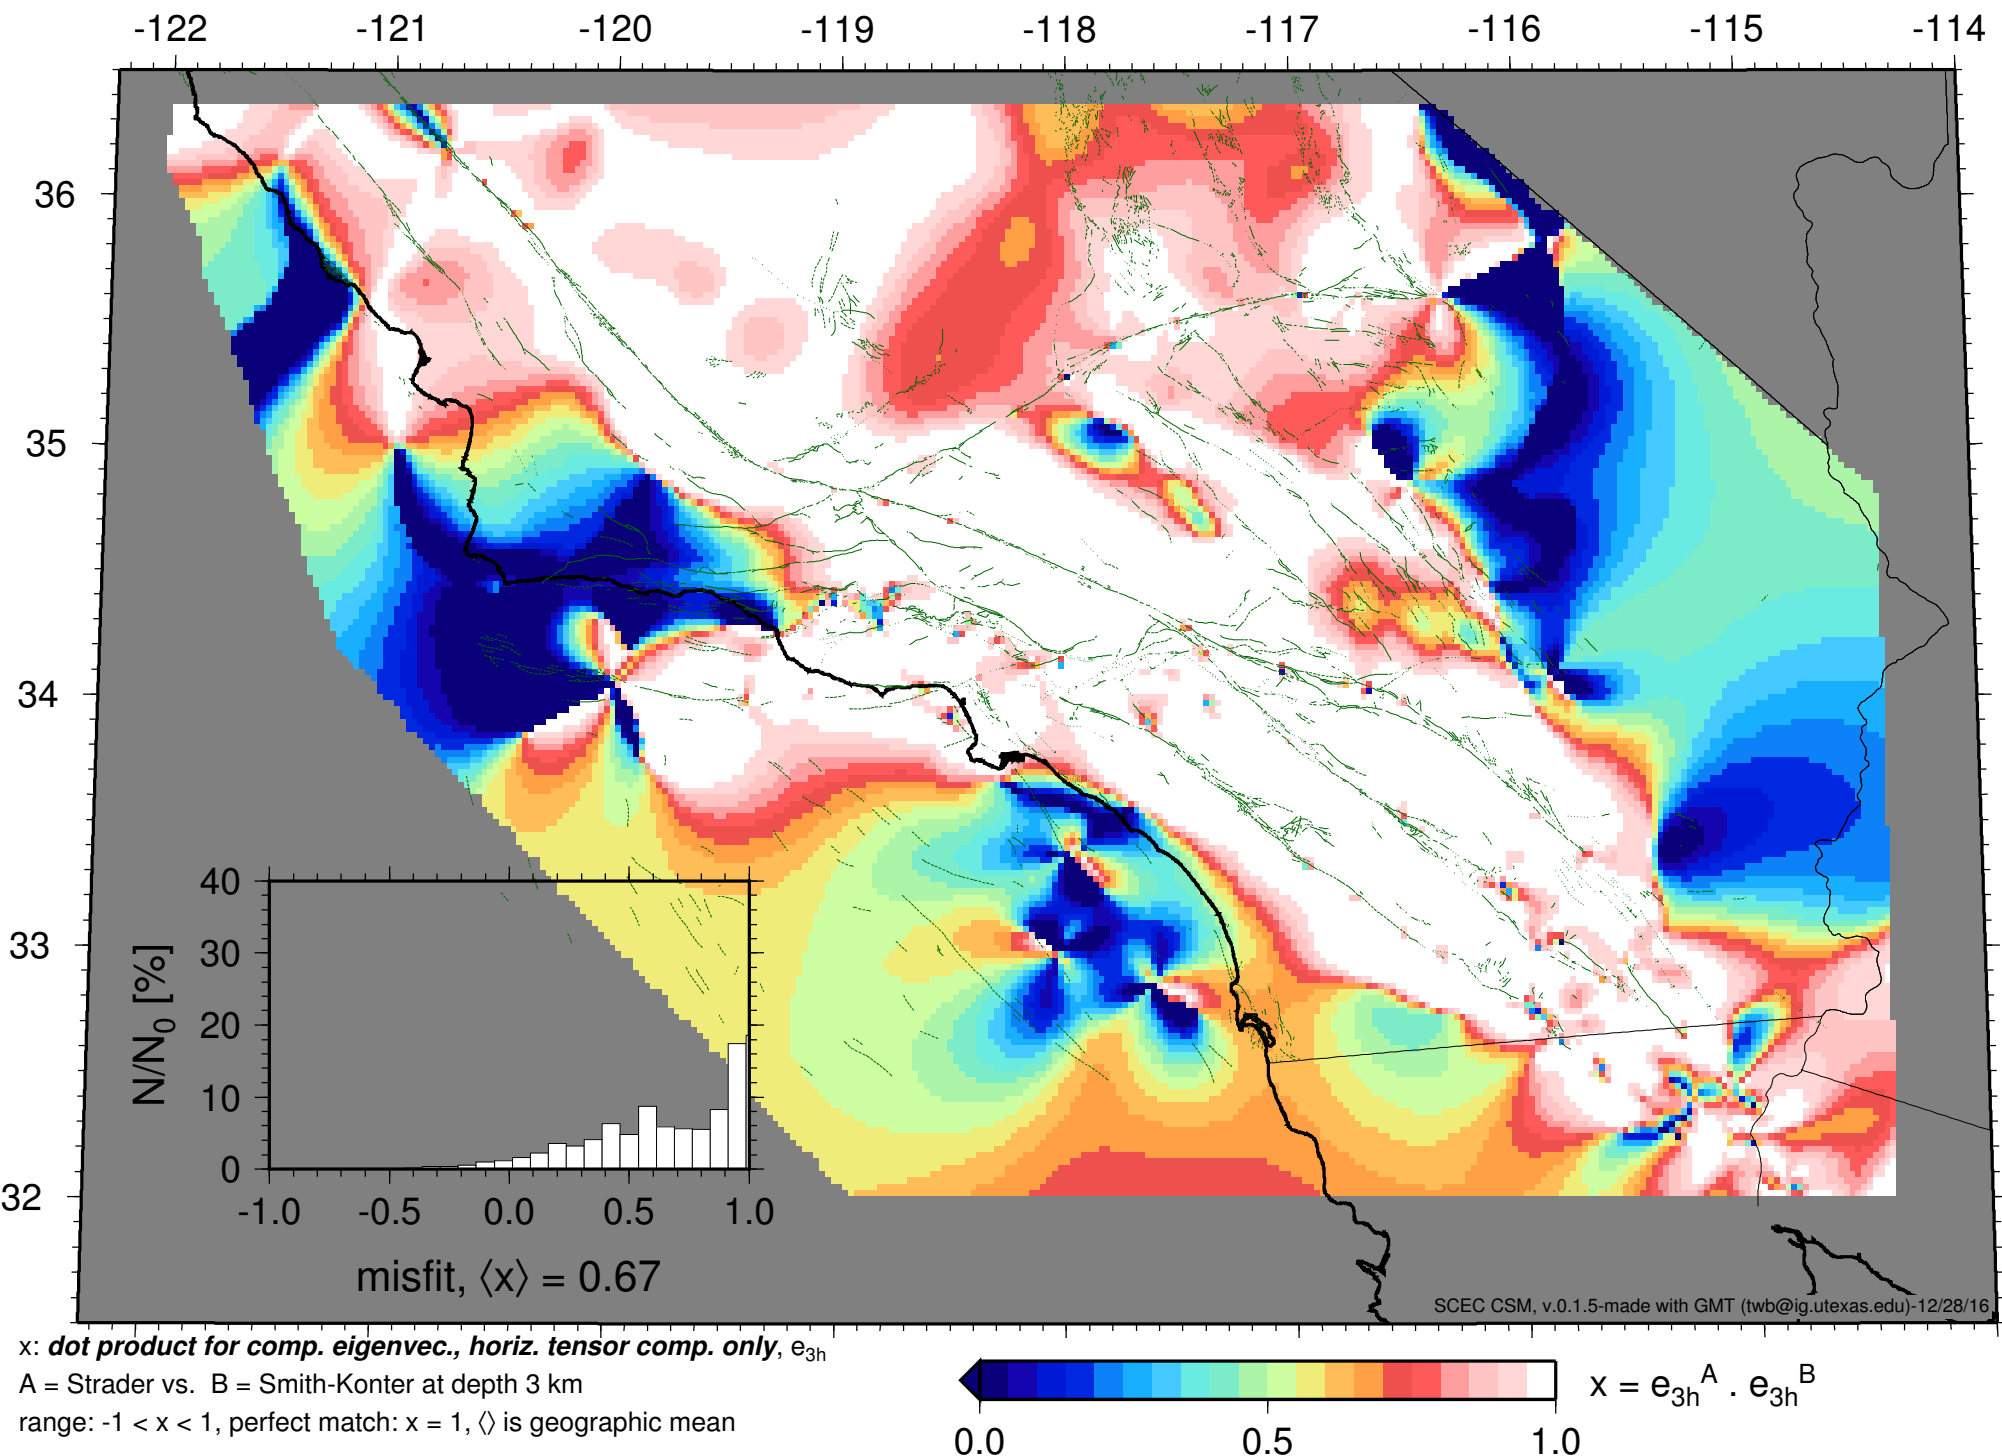 -122 -121 -120 -119 -118 -117 -116 -115 -114
36
35
34
33
32
40
30
20
10
0
N/N0 [%]
-1.0 -0.5 0.0 0.5 1.0
misfit, ⟨x⟩ = 0.67
SCEC CSM, v.0.1.5-made with GMT (twb@ig.utexas.edu)-12/28/16
x: dot product for comp. eigenvec., horiz. tensor comp. only, e3h
A = Strader vs. B = Smith-Konter at depth 3 km
range: -1 < x < 1, perfect match: x = 1, ⟨⟩ is geographic mean
x = e3h^A . e3h^B
0.0 0.5 1.0